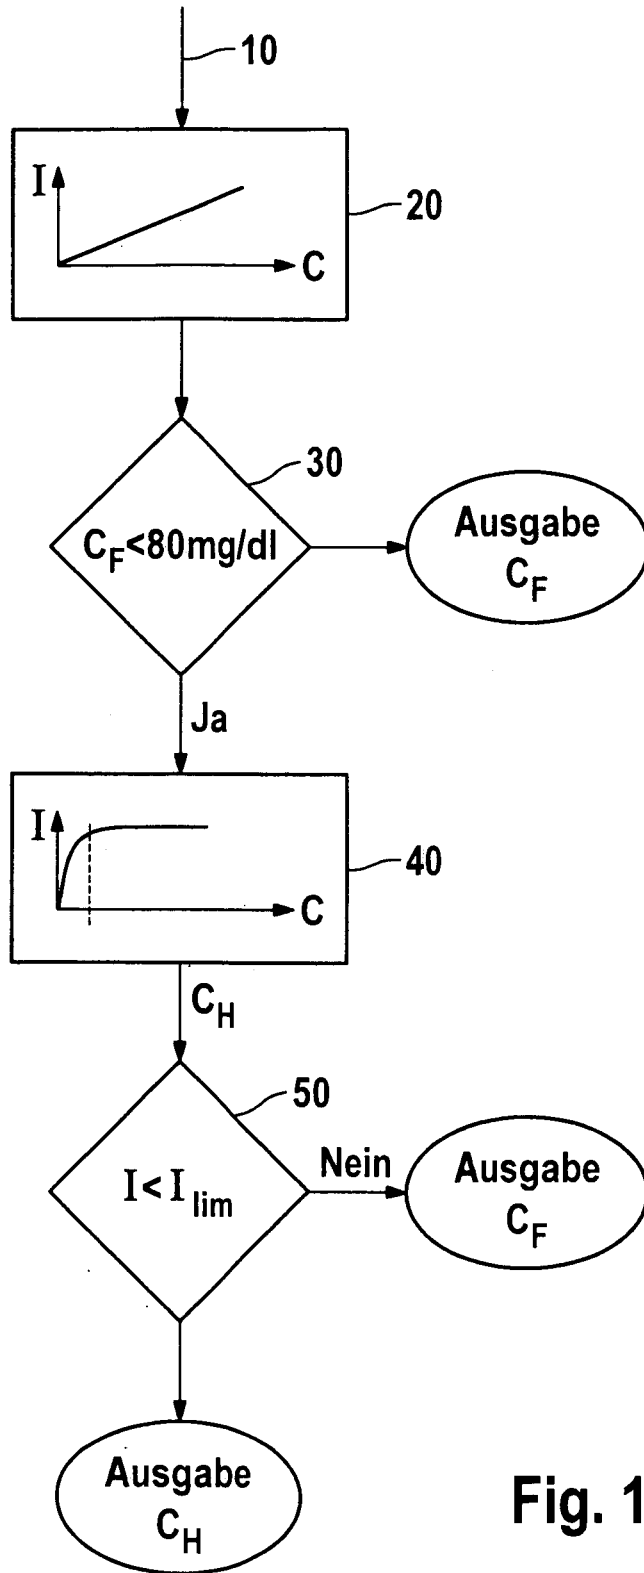 10
I
C
20
30
C_F<80mg/dl
Ausgabe
C_F
Ja
I
C
40
C_H
50
I<I_lim
Nein
Ausgabe
C_F
Ausgabe
C_H
Fig. 1